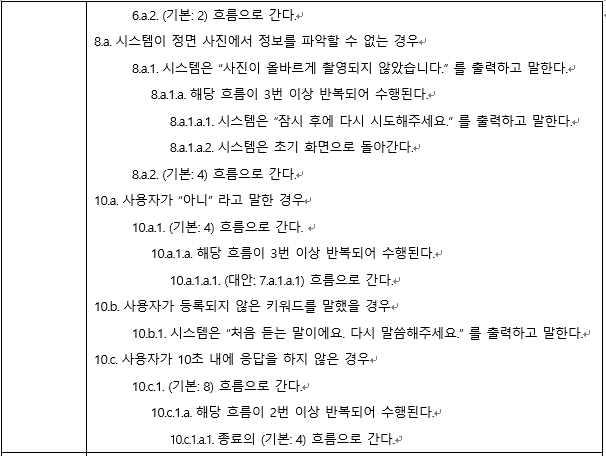 6.a.2. (기본: 2) 흐름으로 간다.
8.a. 시스템이 정면 사진에서 정보를 파악할 수 없는 경우
8.a.1. 시스템은 “사진이 올바르게 촬영되지 않았습니다.” 를 출력하고 말한다.
8.a.1.a. 해당 흐름이 3번 이상 반복되어 수행된다.
8.a.1.a.1. 시스템은 “잠시 후에 다시 시도해주세요.” 를 출력하고 말한다.
8.a.1.a.2. 시스템은 초기 화면으로 돌아간다.
8.a.2. (기본: 4) 흐름으로 간다.
10.a. 사용자가 “아니” 라고 말한 경우
10.a.1. (기본: 4) 흐름으로 간다.
10.a.1.a. 해당 흐름이 3번 이상 반복되어 수행된다.
10.a.1.a.1. (대안: 7.a.1.a.1) 흐름으로 간다.
10.b. 사용자가 등록되지 않은 키워드를 말했을 경우
10.b.1. 시스템은 “처음 듣는 말이에요. 다시 말씀해주세요.” 를 출력하고 말한다.
10.c. 사용자가 10초 내에 응답을 하지 않은 경우
10.c.1. (기본: 8) 흐름으로 간다.
10.c.1.a. 해당 흐름이 2번 이상 반복되어 수행된다.
10.c.1.a.1. 종료의 (기본: 4) 흐름으로 간다.